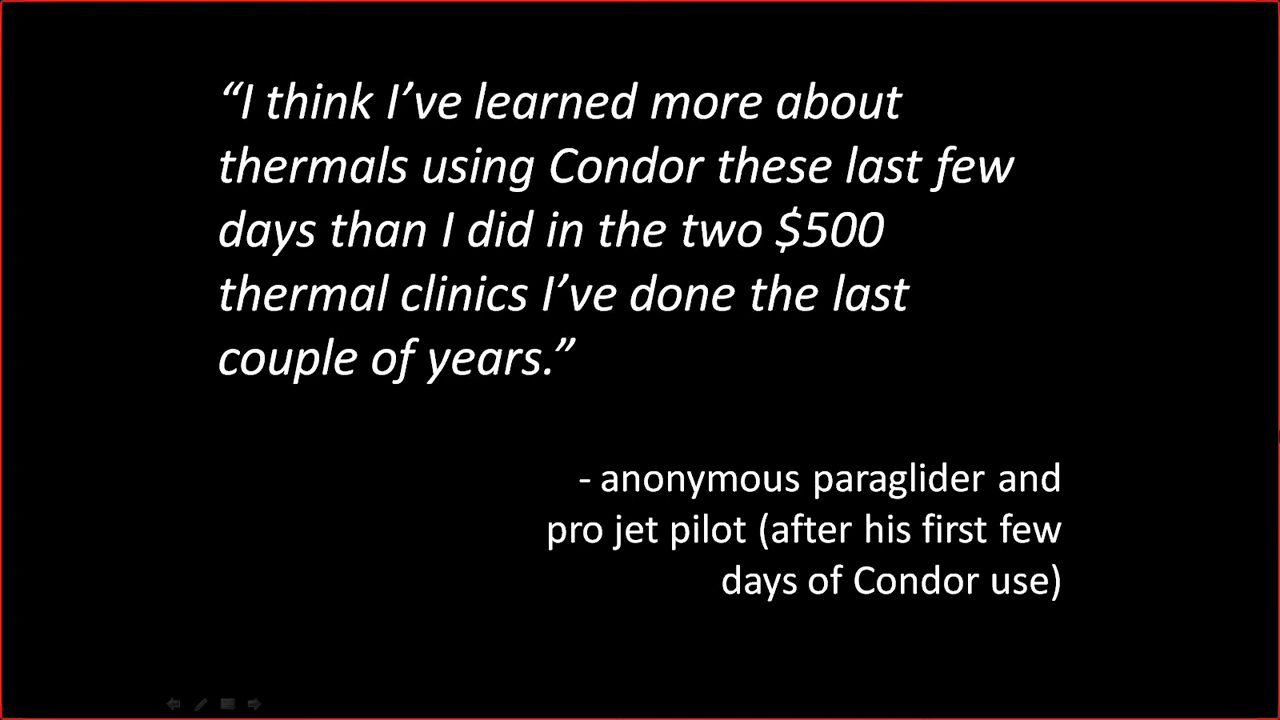 “I think I’ve learned more about
thermals using Condor these last few
days than I did in the two $500
thermal clinics I’ve done the last
couple of years.”
- anonymous paraglider and
pro jet pilot (after his first few
days of Condor use)